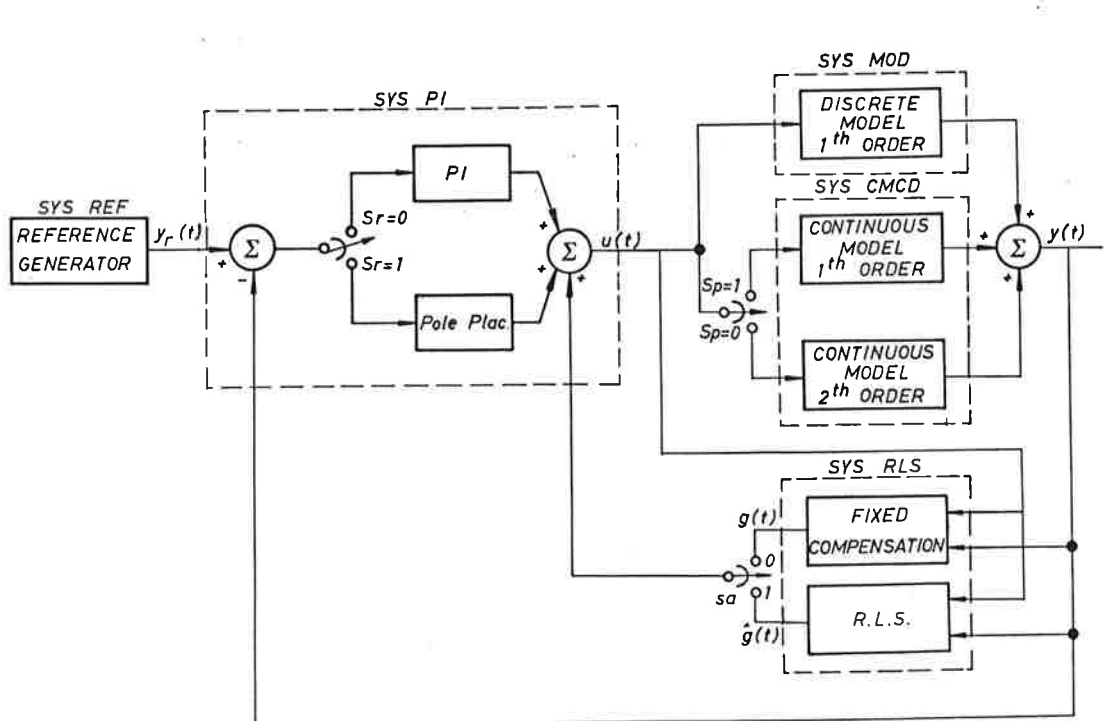 SYS MOD
DISCRETE
MODEL
1th ORDER
SYS PI
PI
Sr=0
Sr=1
Pole Plac.
SYS REF
REFERENCE
GENERATOR
yr(t)
Σ
+
-
+
+
+
Σ
u(t)
SYS CMCD
CONTINUOUS
MODEL
1th ORDER
Sp=1
Sp=0
CONTINUOUS
MODEL
2th ORDER
+
+
+
Σ
y(t)
SYS RLS
FIXED
COMPENSATION
g(t)
0
sa
1
ĝ(t)
R.L.S.